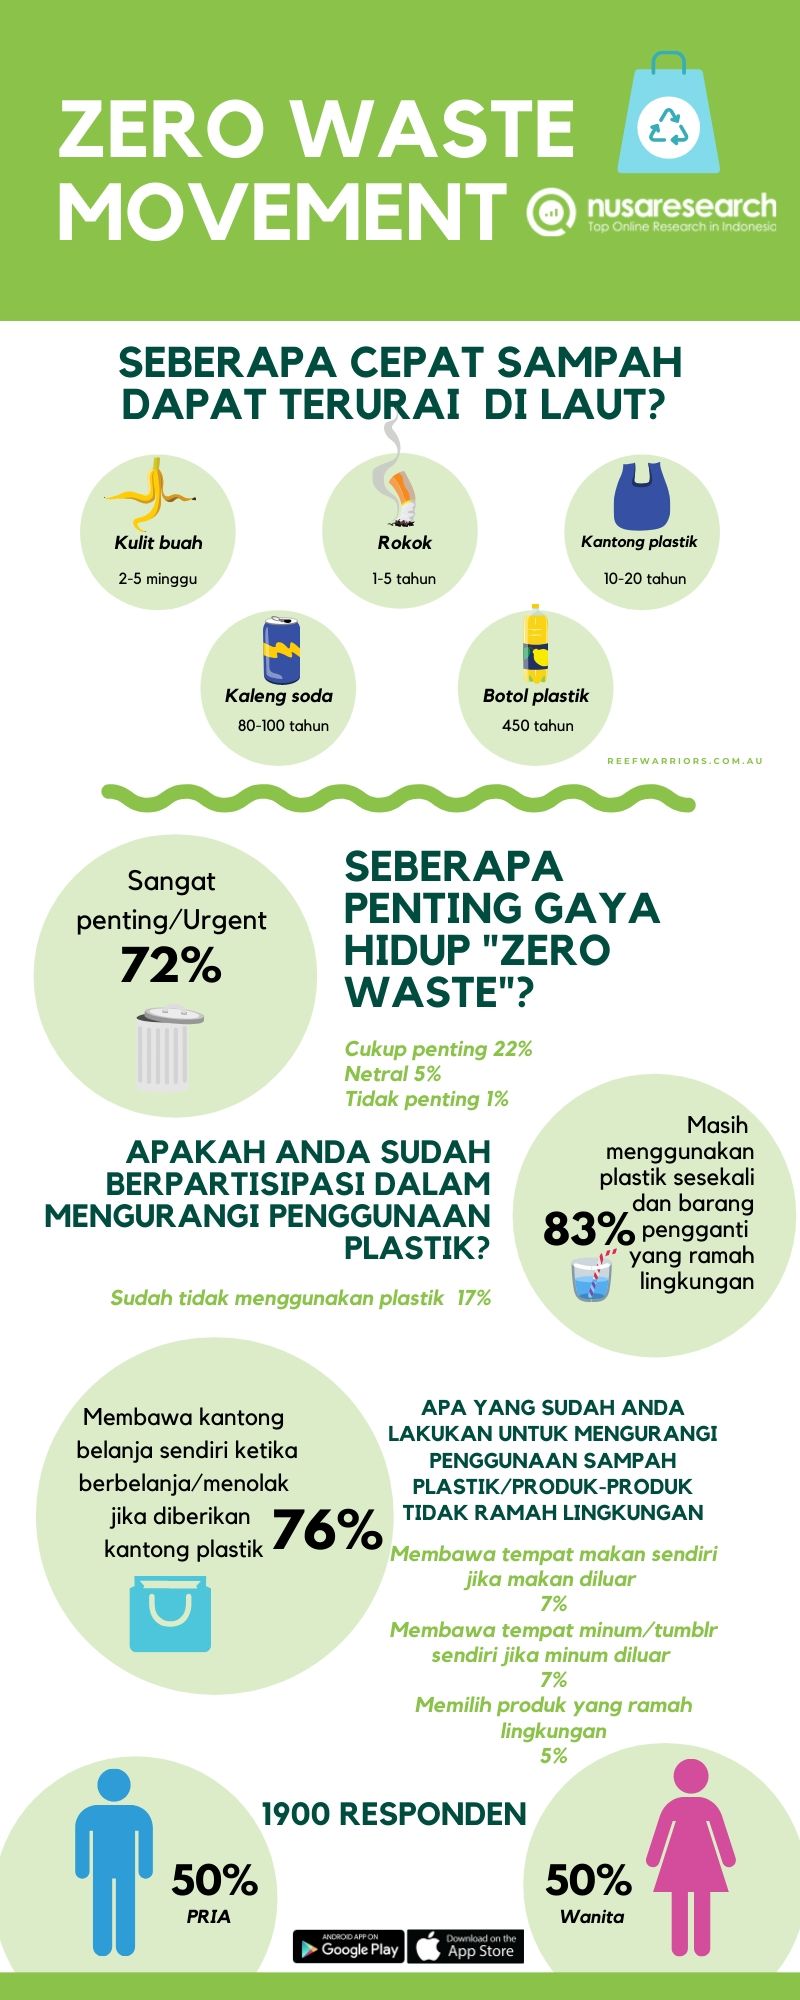 ZERO WASTE
MOVEMENT
nusaresearch
Top Online Research in Indonesia
SEBERAPA CEPAT SAMPAH
DAPAT TERURAI DI LAUT?
Kulit buah
2-5 minggu
Rokok
1-5 tahun
Kantong plastik
10-20 tahun
Kaleng soda
80-100 tahun
Botol plastik
450 tahun
REEFWARRIORS.COM.AU
Sangat
penting/Urgent
72%
SEBERAPA
PENTING GAYA
HIDUP "ZERO
WASTE"?
Cukup penting 22%
Netral 5%
Tidak penting 1%
APAKAH ANDA SUDAH
BERPARTISIPASI DALAM
MENGURANGI PENGGUNAAN
PLASTIK?
Sudah tidak menggunakan plastik 17%
Masih
menggunakan
plastik sesekali
dan barang
83% pengganti
yang ramah
lingkungan
Membawa kantong
belanja sendiri ketika
berbelanja/menolak
jika diberikan
kantong plastik
76%
APA YANG SUDAH ANDA
LAKUKAN UNTUK MENGURANGI
PENGGUNAAN SAMPAH
PLASTIK/PRODUK-PRODUK
TIDAK RAMAH LINGKUNGAN
Membawa tempat makan sendiri
jika makan diluar
7%
Membawa tempat minum/tumblr
sendiri jika minum diluar
7%
Memilih produk yang ramah
lingkungan
5%
1900 RESPONDEN
50%
PRIA
50%
Wanita
ANDROID APP ON
Google Play
Download on the
App Store